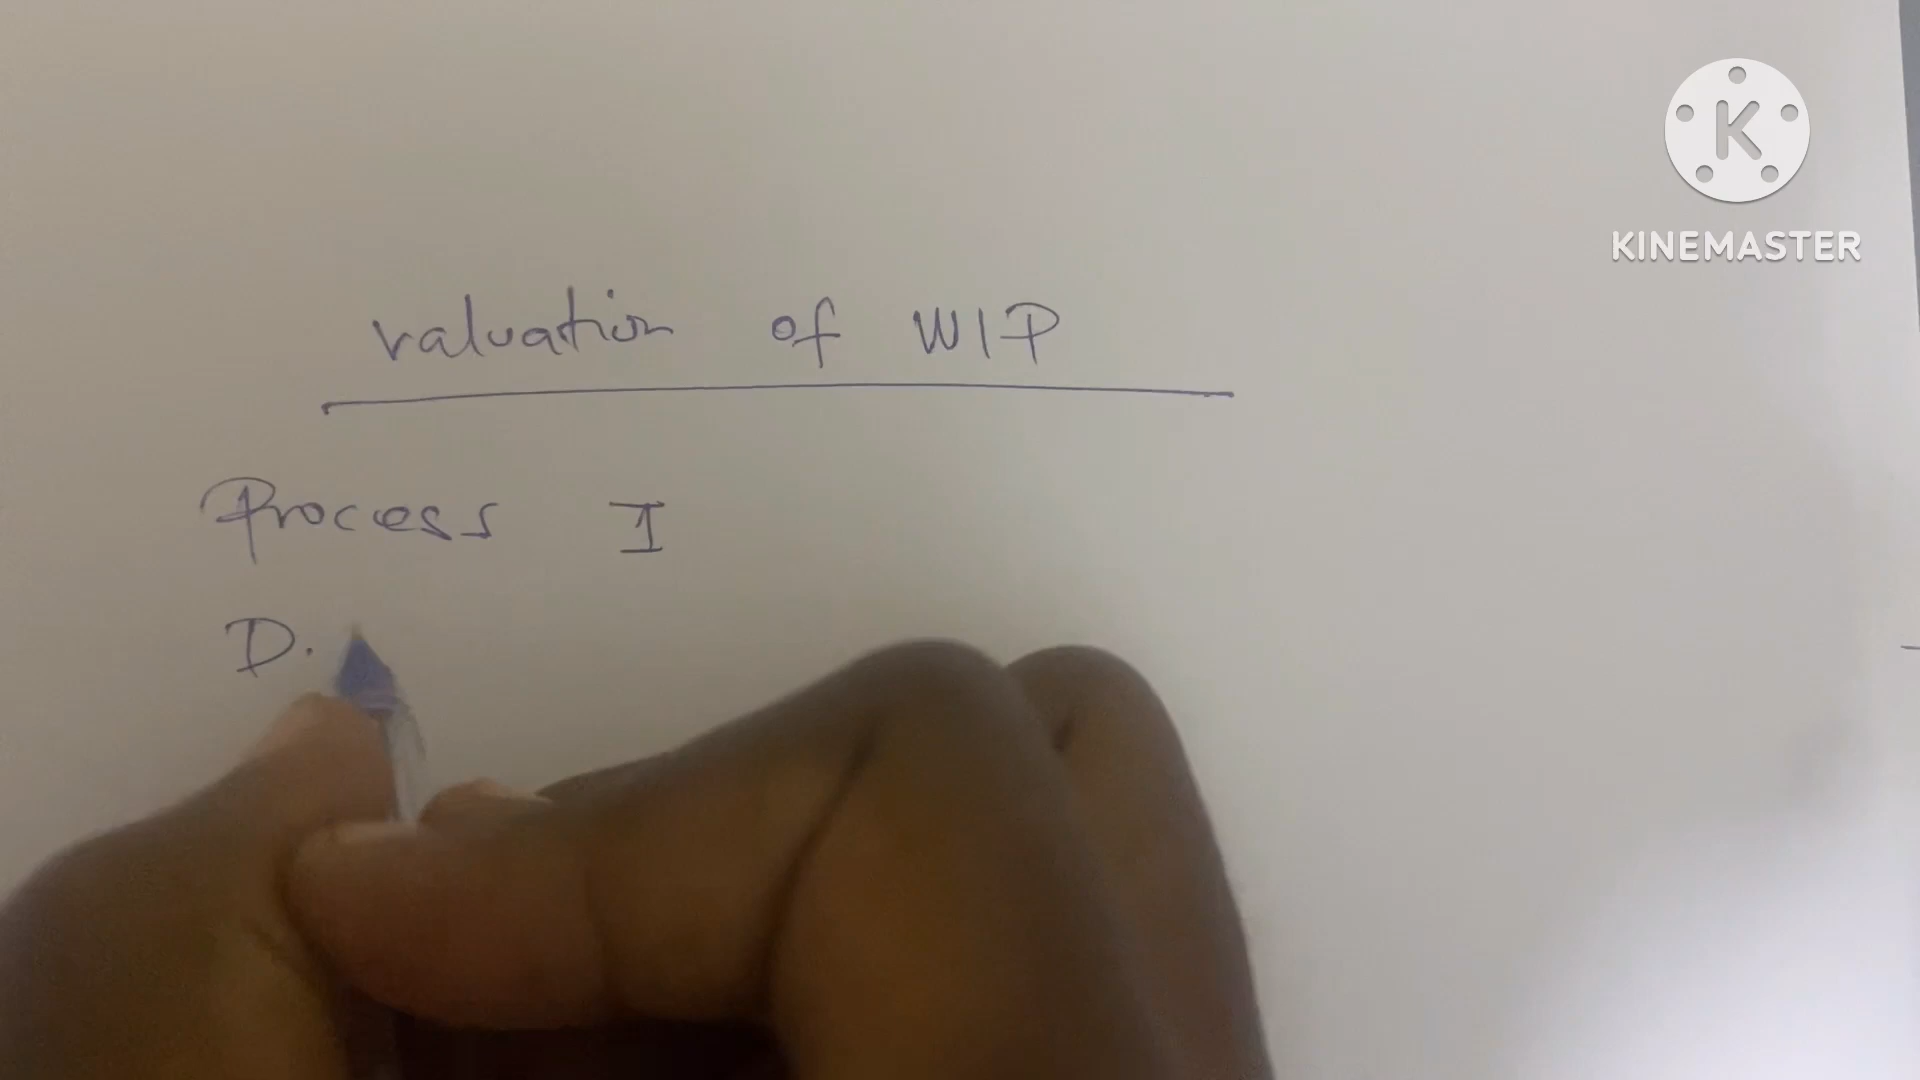 K
KINEMASTER
valuation of WIP
Process I
D.